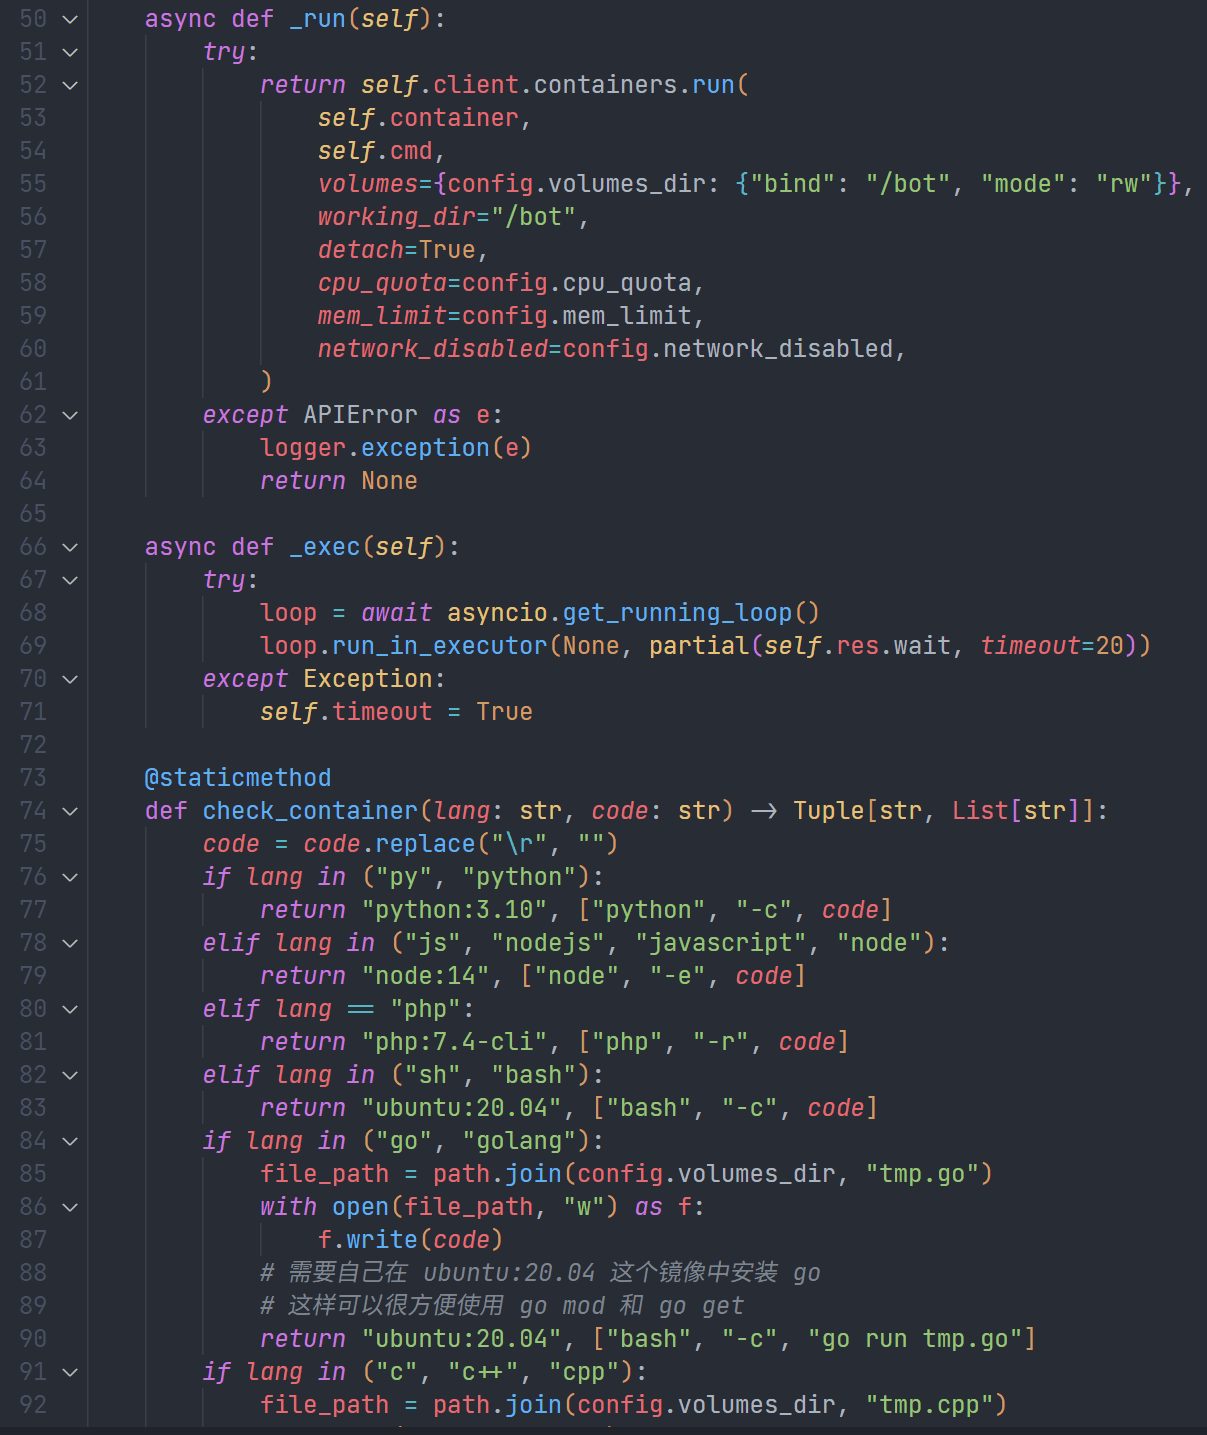 50 async def _run(self):
51 try:
52 return self.client.containers.run(
53 self.container,
54 self.cmd,
55 volumes={config.volumes_dir: {"bind": "/bot", "mode": "rw"}},
56 working_dir="/bot",
57 detach=True,
58 cpu_quota=config.cpu_quota,
59 mem_limit=config.mem_limit,
60 network_disabled=config.network_disabled,
61 )
62 except APIError as e:
63 logger.exception(e)
64 return None
65
66 async def _exec(self):
67 try:
68 loop = await asyncio.get_running_loop()
69 loop.run_in_executor(None, partial(self.res.wait, timeout=20))
70 except Exception:
71 self.timeout = True
72
73 @staticmethod
74 def check_container(lang: str, code: str) -> Tuple[str, List[str]]:
75 code = code.replace("\r", "")
76 if lang in ("py", "python"):
77 return "python:3.10", ["python", "-c", code]
78 elif lang in ("js", "nodejs", "javascript", "node"):
79 return "node:14", ["node", "-e", code]
80 elif lang == "php":
81 return "php:7.4-cli", ["php", "-r", code]
82 elif lang in ("sh", "bash"):
83 return "ubuntu:20.04", ["bash", "-c", code]
84 if lang in ("go", "golang"):
85 file_path = path.join(config.volumes_dir, "tmp.go")
86 with open(file_path, "w") as f:
87 f.write(code)
88 # 需要自己在 ubuntu:20.04 这个镜像中安装 go
89 # 这样可以很方便使用 go mod 和 go get
90 return "ubuntu:20.04", ["bash", "-c", "go run tmp.go"]
91 if lang in ("c", "c++", "cpp"):
92 file_path = path.join(config.volumes_dir, "tmp.cpp")